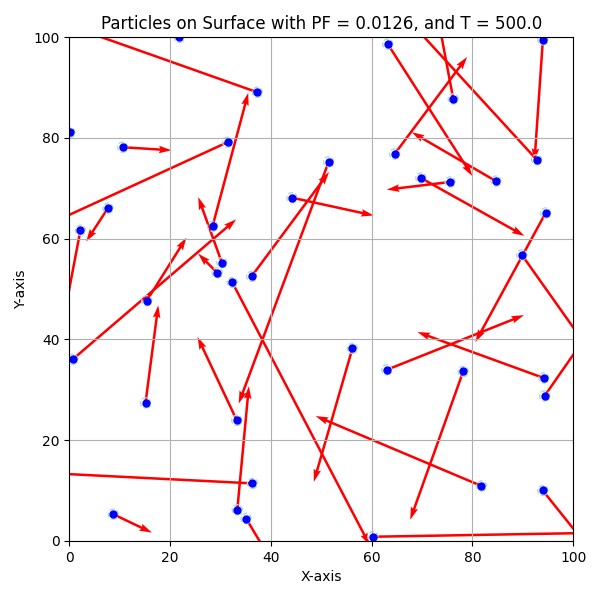 Particles on Surface with PF = 0.0126, and T = 500.0
100
80
60
40
20
0
Y-axis
0 20 40 60 80 100
X-axis